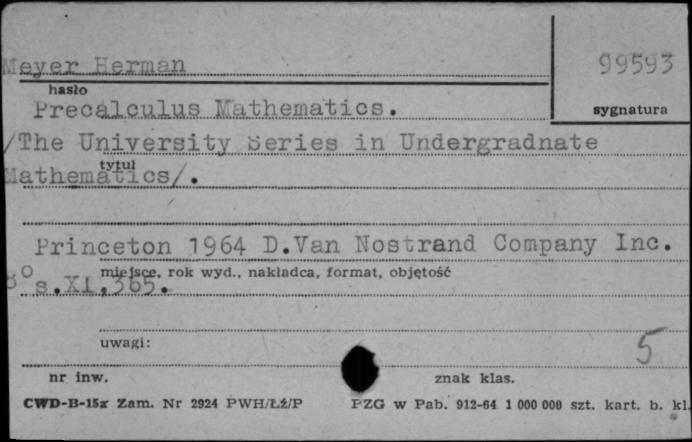 Meyer Herman
99593
hasło
sygnatura
Precalculus Mathematics.
/The University Series in Undergradnate
tytuł
Mathematics/.
Princeton 1964 D.Van Nostrand Company Inc.
miejsce, rok wyd., nakładca, format, objętość
8° s.XI,365.
uwagi:
5
nr inw.
znak klas.
CWD-B-15x Zam. Nr 2924 PWH/Łź/P
PZG w Pab. 912-64 1 000 000 szt. kart. b. kl.